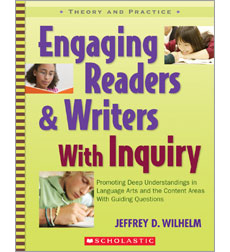 THEORY AND PRACTICE
Engaging
Readers
& Writers
With Inquiry
Promoting Deep Understandings in
Language Arts and the Content Areas
With Guiding Questions
JEFFREY D. WILHELM
SCHOLASTIC